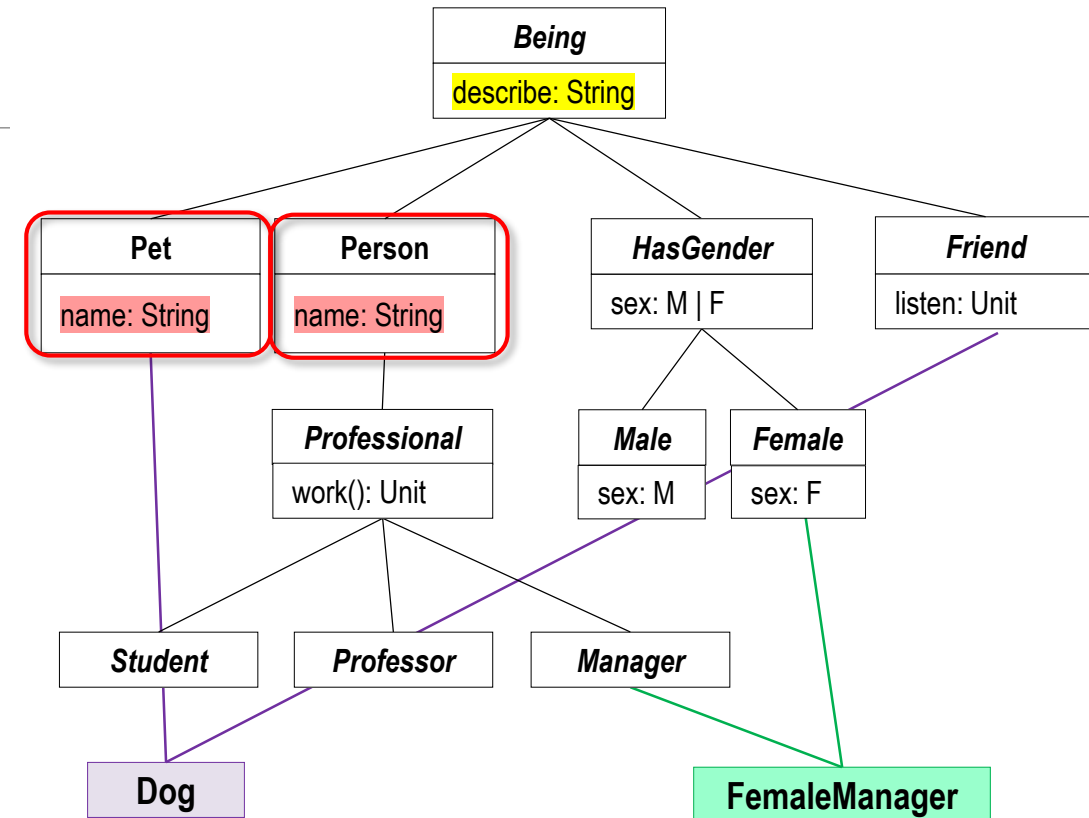 Being
describe: String
Pet
Person
HasGender
Friend
name: String
name: String
sex: M | F
listen: Unit
Professional
Male
Female
work(): Unit
sex: M
sex: F
Student
Professor
Manager
Dog
FemaleManager